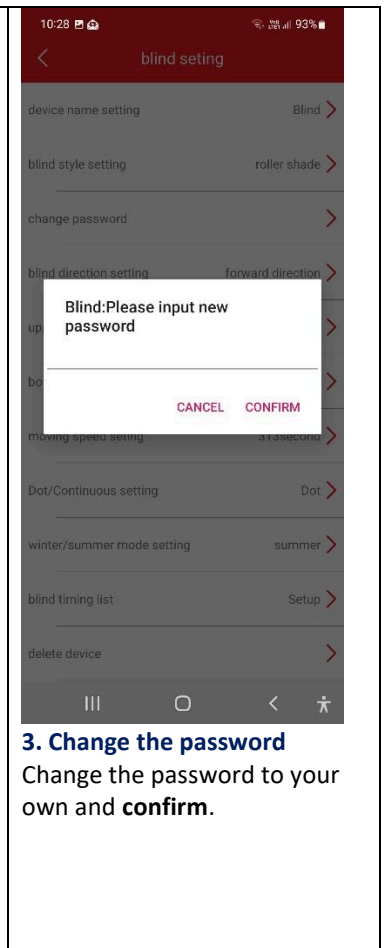 10:28 93%
blind seting
device name setting Blind
blind style setting roller shade
change password
blind direction setting forward direction
Blind:Please input new
up password
bo
CANCEL CONFIRM
moving speed seting 313second
Dot/Continuous setting Dot
winter/summer mode setting summer
blind timing list Setup
delete device
3. Change the password
Change the password to your
own and confirm.